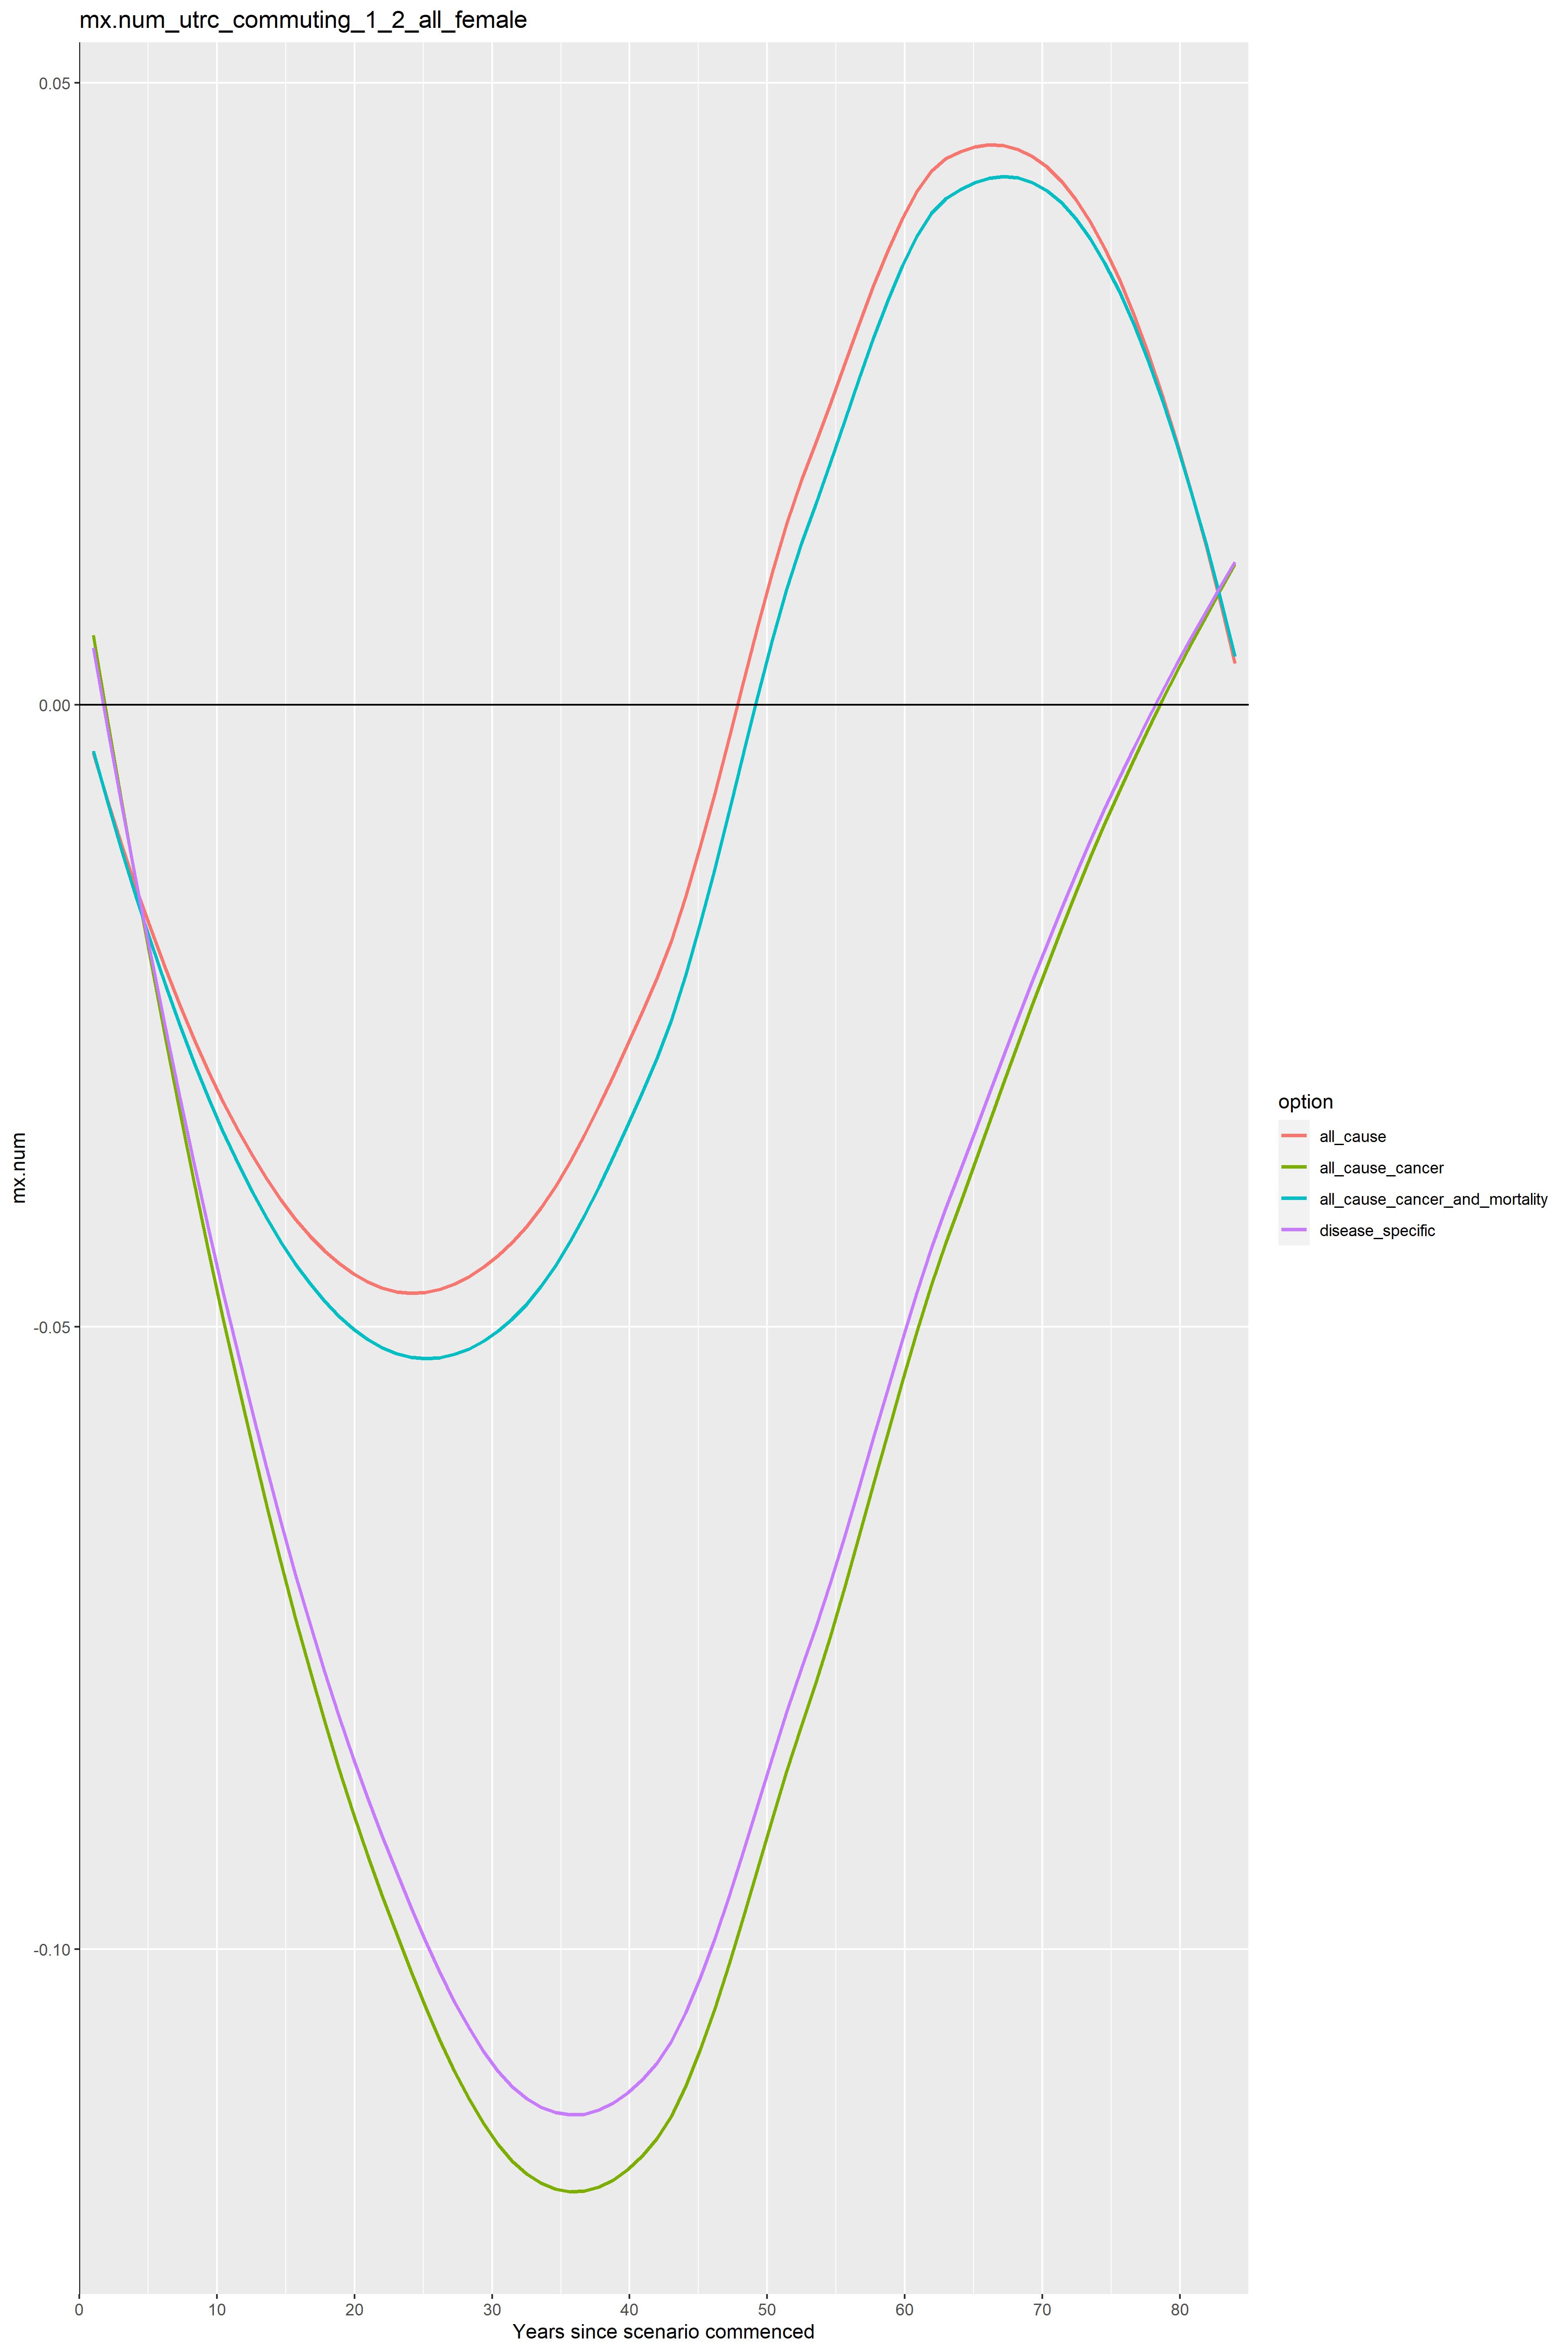 mx.num_utrc_commuting_1_2_all_female
0.05
0.00
-0.05
-0.10
mx.num
0 10 20 30 40 50 60 70 80
Years since scenario commenced
option
all_cause
all_cause_cancer
all_cause_cancer_and_mortality
disease_specific